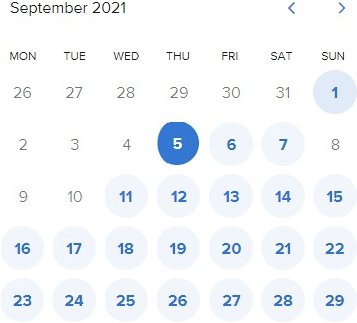 September 2021
MON TUE WED THU FRI SAT SUN
26 27 28 29 30 31 1
2 3 4 5 6 7 8
9 10 11 12 13 14 15
16 17 18 19 20 21 22
23 24 25 26 27 28 29